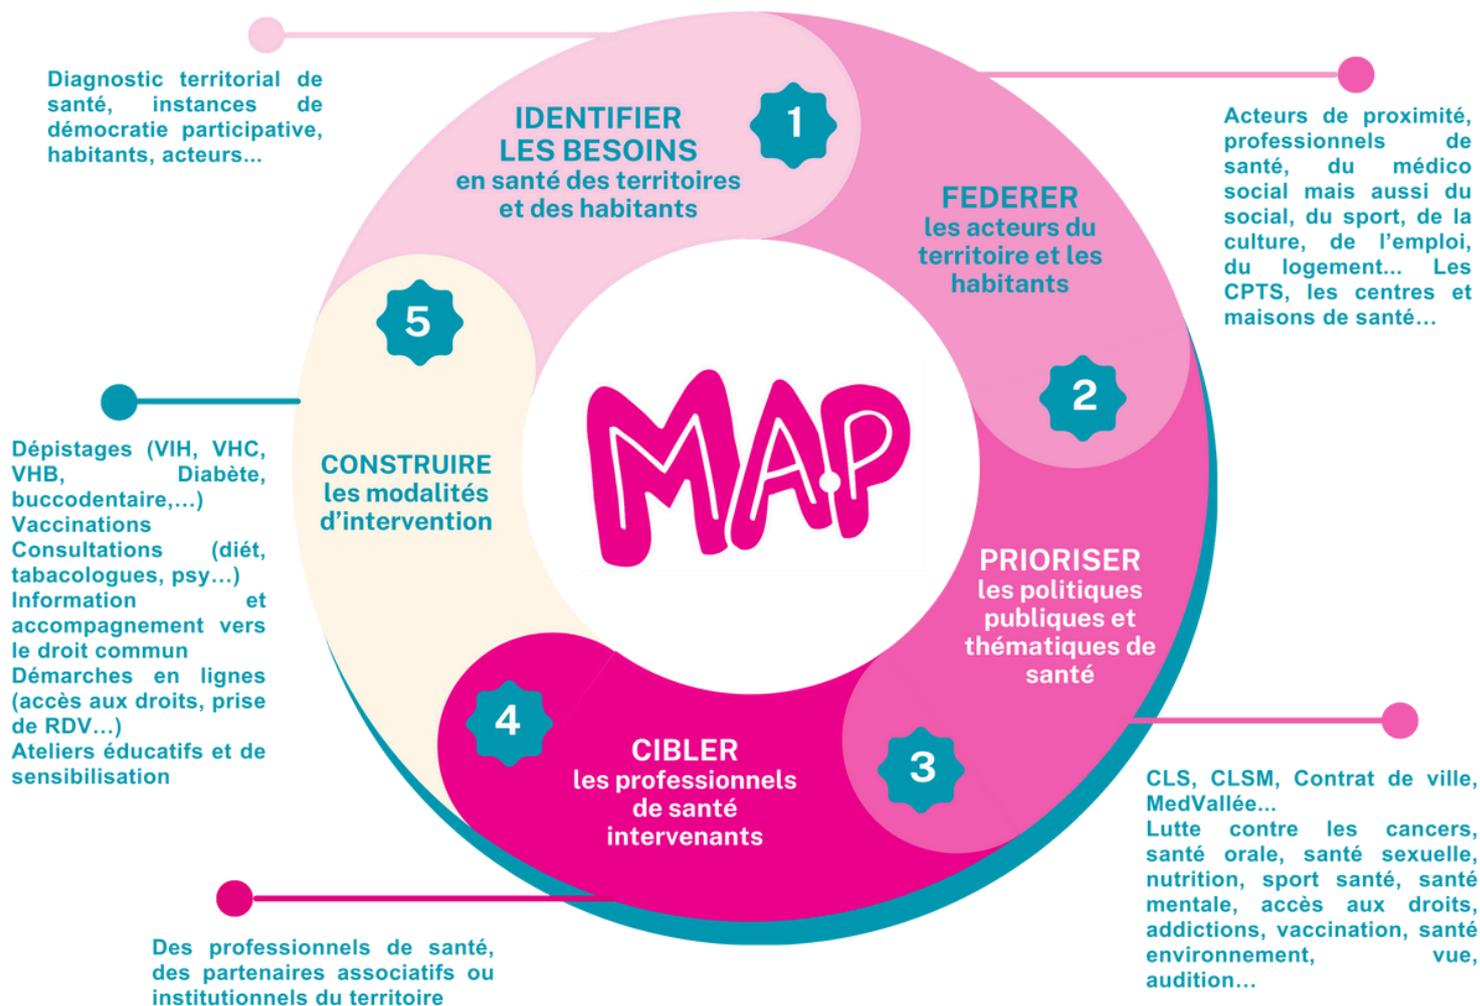 Diagnostic territorial de
santé, instances de
démocratie participative,
habitants, acteurs...
IDENTIFIER
LES BESOINS
en santé des territoires
et des habitants
1
FEDERER
les acteurs du
territoire et les
habitants
2
Acteurs de proximité,
professionnels de
santé, du médico
social mais aussi du
social, du sport, de la
culture, de l'emploi,
du logement... Les
CPTS, les centres et
maisons de santé...
PRIORISER
les politiques
publiques et
thématiques de
santé
3
CLS, CLSM, Contrat de ville,
MedVallée...
Lutte contre les cancers,
santé orale, santé sexuelle,
nutrition, sport santé, santé
mentale, accès aux droits,
addictions, vaccination, santé
environnement, vue,
audition...
CIBLER
les professionnels
de santé
intervenants
4
Des professionnels de santé,
des partenaires associatifs ou
institutionnels du territoire
5
CONSTRUIRE
les modalités
d'intervention
Dépistages (VIH, VHC,
VHB, Diabète,
buccodentaire,...)
Vaccinations
Consultations (diét,
tabacologues, psy...)
Information et
accompagnement vers
le droit commun
Démarches en lignes
(accès aux droits, prise
de RDV...)
Ateliers éducatifs et de
sensibilisation
MAP